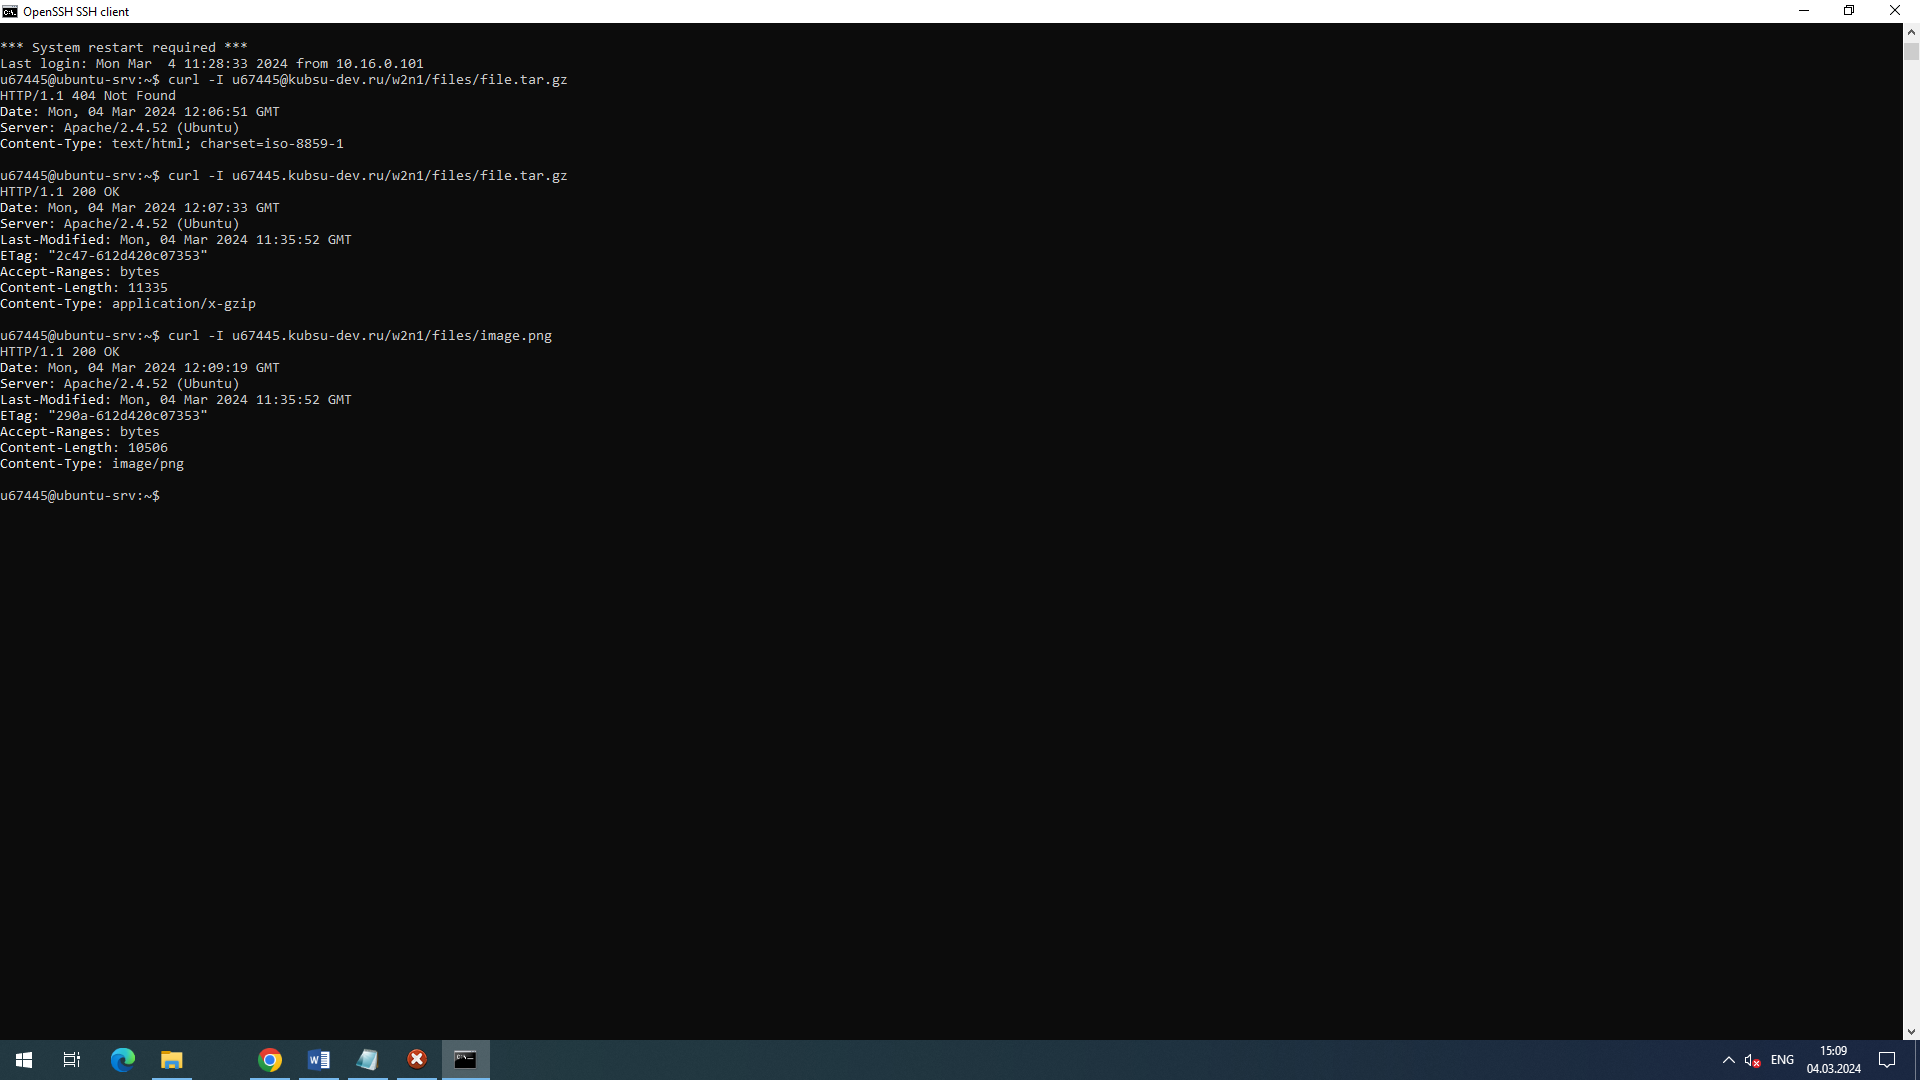 OpenSSH SSH client
*** System restart required ***
Last login: Mon Mar  4 11:28:33 2024 from 10.16.0.101
u67445@ubuntu-srv:~$ curl -I u67445@kubsu-dev.ru/w2n1/files/file.tar.gz
HTTP/1.1 404 Not Found
Date: Mon, 04 Mar 2024 12:06:51 GMT
Server: Apache/2.4.52 (Ubuntu)
Content-Type: text/html; charset=iso-8859-1
u67445@ubuntu-srv:~$ curl -I u67445.kubsu-dev.ru/w2n1/files/file.tar.gz
HTTP/1.1 200 OK
Date: Mon, 04 Mar 2024 12:07:33 GMT
Server: Apache/2.4.52 (Ubuntu)
Last-Modified: Mon, 04 Mar 2024 11:35:52 GMT
ETag: "2c47-612d420c07353"
Accept-Ranges: bytes
Content-Length: 11335
Content-Type: application/x-gzip
u67445@ubuntu-srv:~$ curl -I u67445.kubsu-dev.ru/w2n1/files/image.png
HTTP/1.1 200 OK
Date: Mon, 04 Mar 2024 12:09:19 GMT
Server: Apache/2.4.52 (Ubuntu)
Last-Modified: Mon, 04 Mar 2024 11:35:52 GMT
ETag: "290a-612d420c07353"
Accept-Ranges: bytes
Content-Length: 10506
Content-Type: image/png
u67445@ubuntu-srv:~$
ENG
15:09
04.03.2024